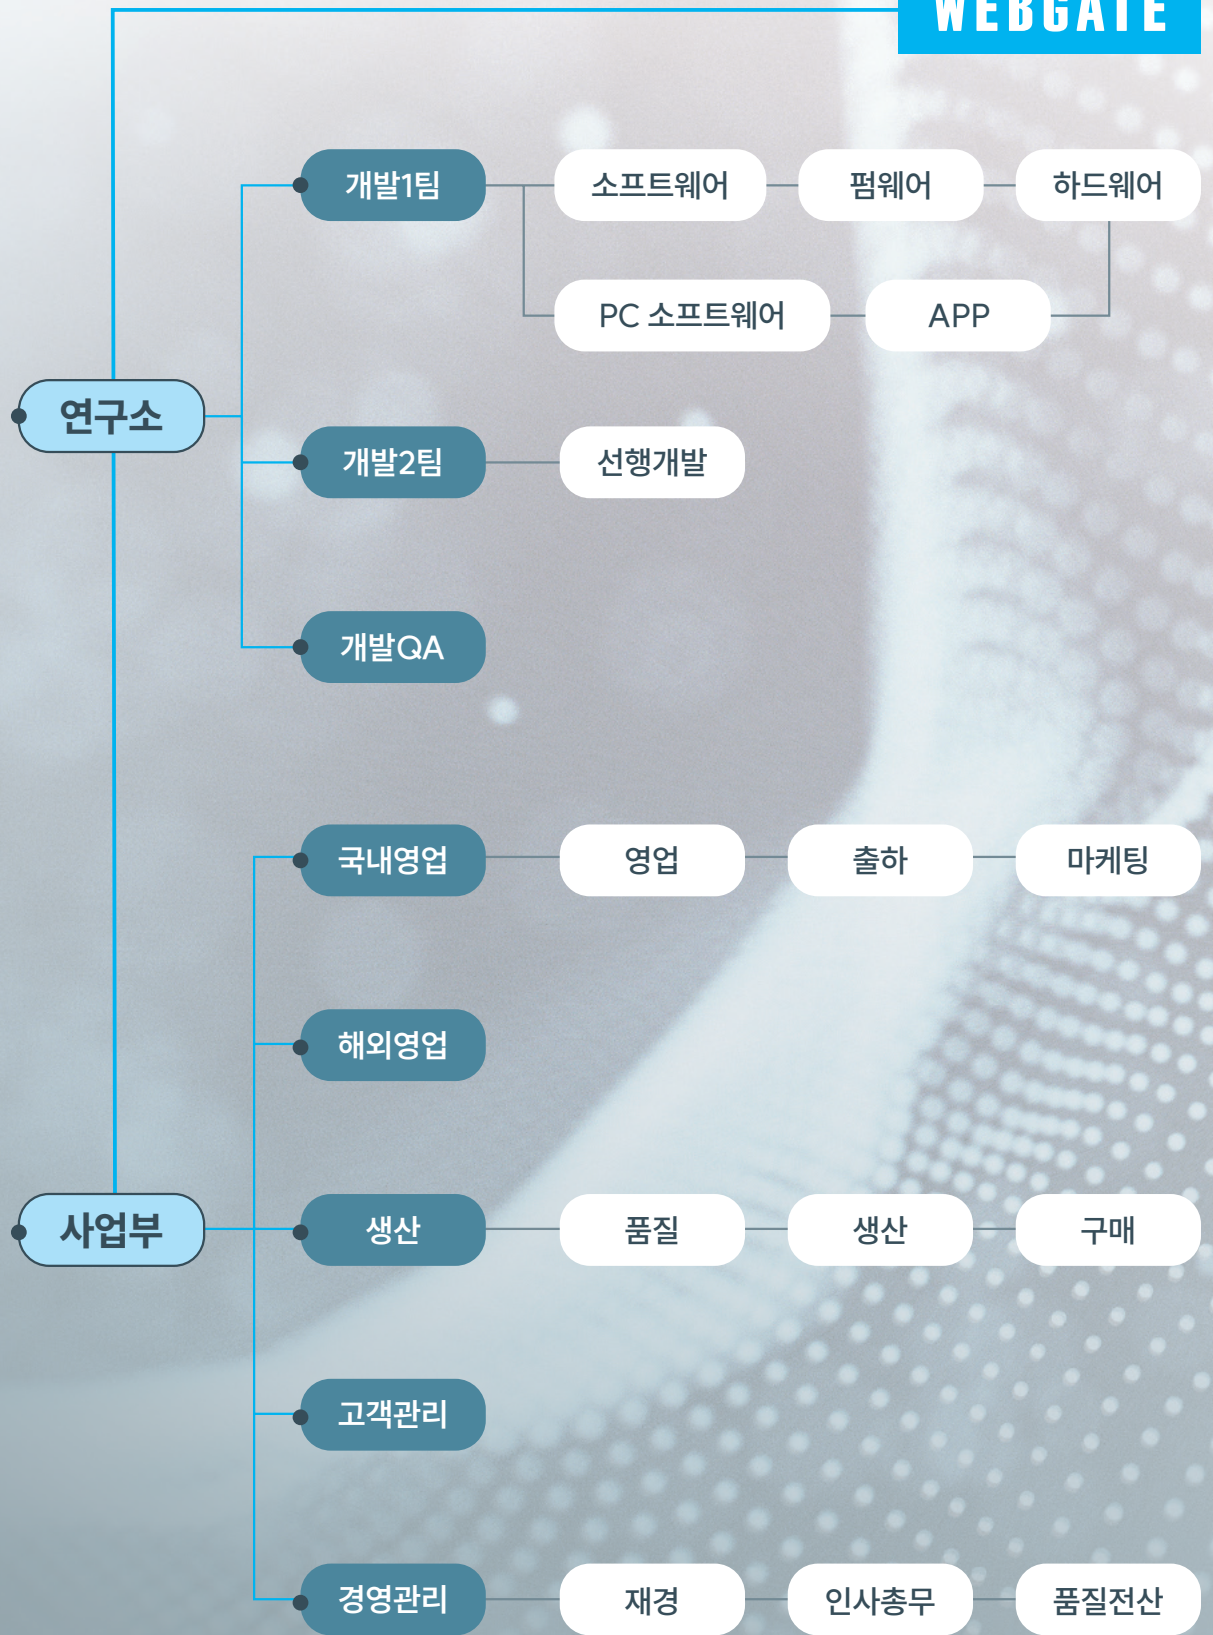 WEBGATE
개발1팀
소프트웨어
펌웨어
하드웨어
PC 소프트웨어
APP
연구소
개발2팀
선행개발
개발QA
국내영업
영업
출하
마케팅
해외영업
사업부
생산
품질
생산
구매
고객관리
경영관리
재경
인사총무
품질전산